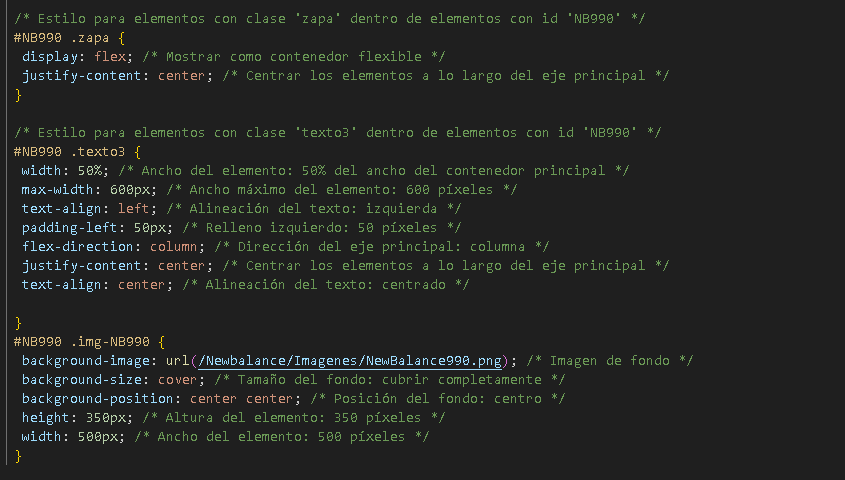 /* Estilo para elementos con clase 'zapa' dentro de elementos con id 'NB990' */
#NB990 .zapa {
display: flex; /* Mostrar como contenedor flexible */
justify-content: center; /* Centrar los elementos a lo largo del eje principal */
}
/* Estilo para elementos con clase 'texto3' dentro de elementos con id 'NB990' */
#NB990 .texto3 {
width: 50%; /* Ancho del elemento: 50% del ancho del contenedor principal */
max-width: 600px; /* Ancho máximo del elemento: 600 píxeles */
text-align: left; /* Alineación del texto: izquierda */
padding-left: 50px; /* Relleno izquierdo: 50 píxeles */
flex-direction: column; /* Dirección del eje principal: columna */
justify-content: center; /* Centrar los elementos a lo largo del eje principal */
text-align: center; /* Alineación del texto: centrado */
}
#NB990 .img-NB990 {
background-image: url(/Newbalance/Imagenes/NewBalance990.png); /* Imagen de fondo */
background-size: cover; /* Tamaño del fondo: cubrir completamente */
background-position: center center; /* Posición del fondo: centro */
height: 350px; /* Altura del elemento: 350 píxeles */
width: 500px; /* Ancho del elemento: 500 píxeles */
}